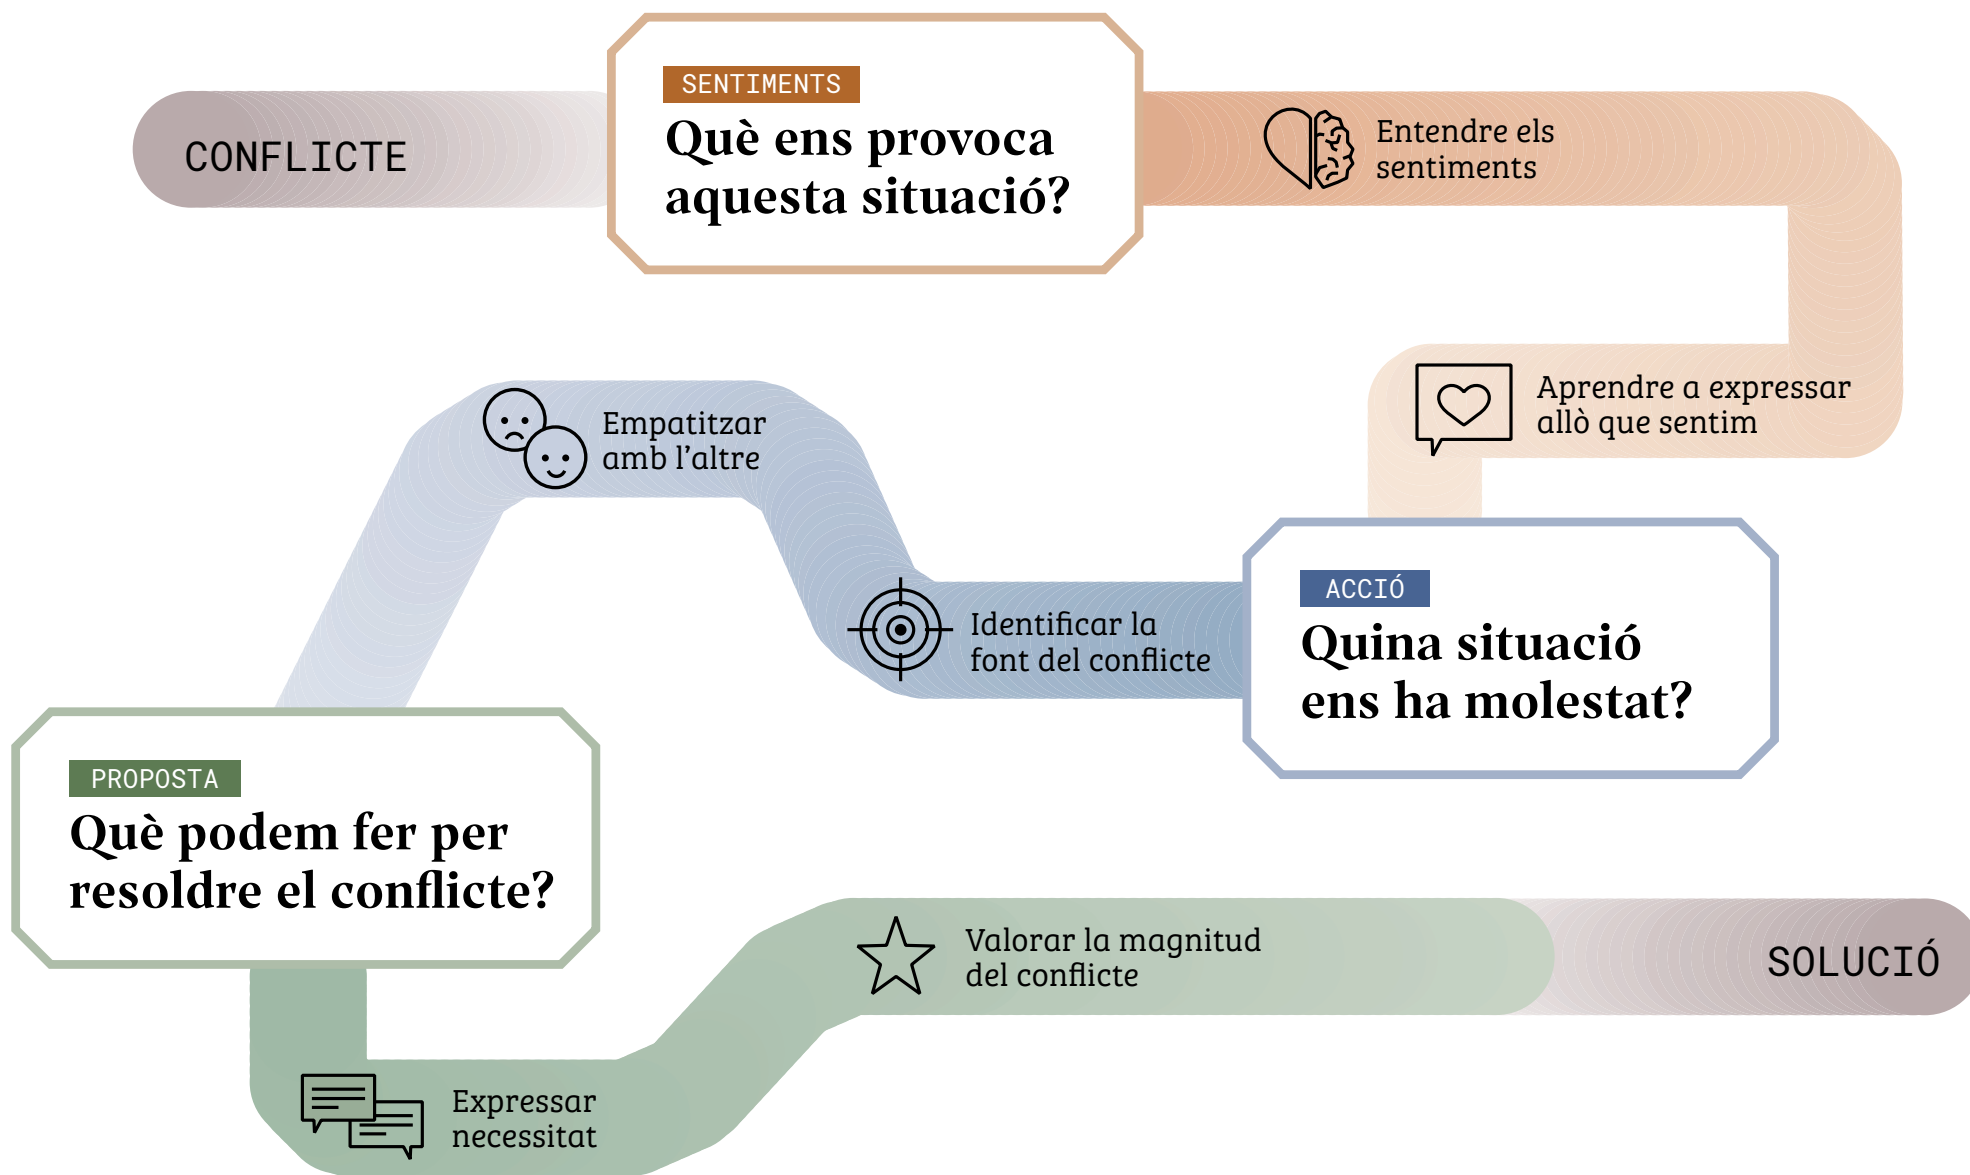 CONFLICTE
SENTIMENTS
Què ens provoca
aquesta situació?
Entendre els
sentiments
Aprendre a expressar
allò que sentim
ACCIÓ
Quina situació
ens ha molestat?
Identificar la
font del conflicte
Empatitzar
amb l’altre
PROPOSTA
Què podem fer per
resoldre el conflicte?
Expressar
necessitat
Valorar la magnitud
del conflicte
SOLUCIÓ